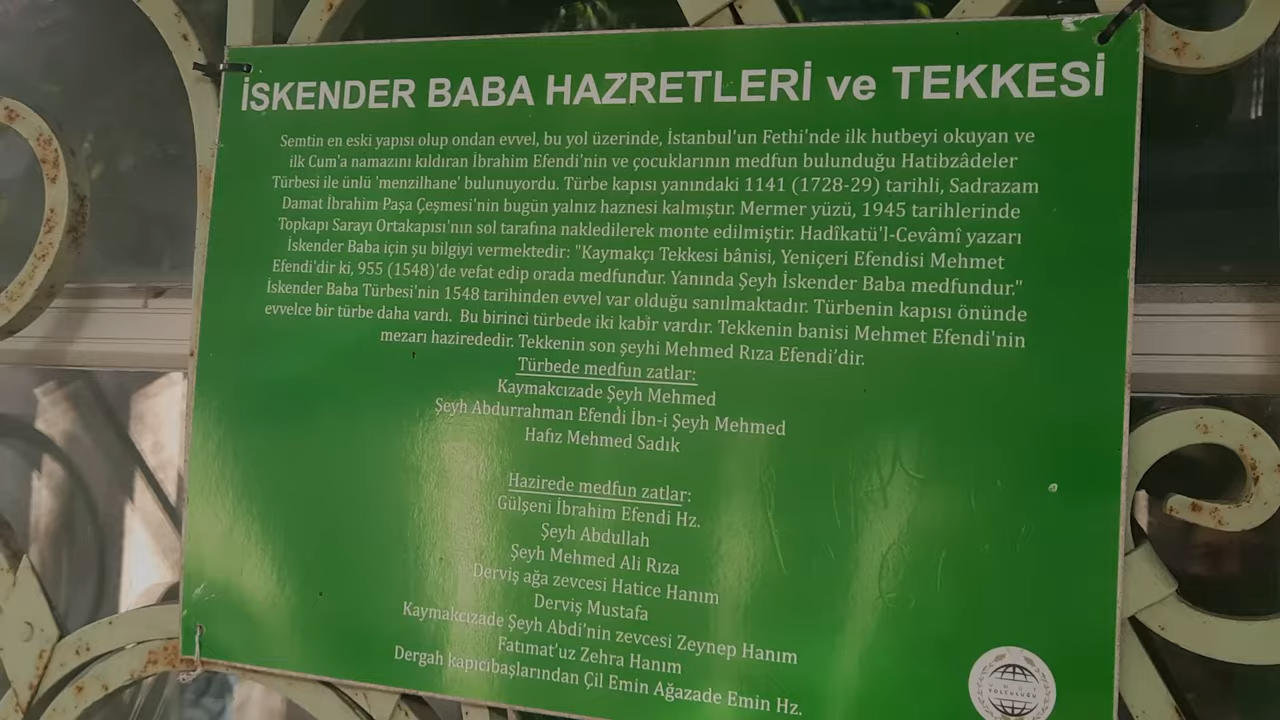 İSKENDER BABA HAZRETLERİ ve TEKKESİ
Semtin en eski yapısı olup ondan evvel, bu yol üzerinde, İstanbul'un Fethi'nde ilk hutbeyi okuyan ve
ilk Cum'a namazını kıldıran İbrahim Efendi'nin ve çocuklarının medfun bulunduğu Hatibzâdeler
Türbesi ile ünlü 'menzilhane' bulunuyordu. Türbe kapısı yanındaki 1141 (1728-29) tarihli, Sadrazam
Damat İbrahim Paşa Çeşmesi'nin bugün yalnız haznesi kalmıştır. Mermer yüzü, 1945 tarihlerinde
Topkapı Sarayı Ortakapısı'nın sol tarafına nakledilerek monte edilmiştir. Hadîkatü'l-Cevâmî yazarı
İskender Baba için şu bilgiyi vermektedir: "Kaymakçı Tekkesi bânisi, Yeniçeri Efendisi Mehmet
Efendi'dir ki, 955 (1548)'de vefat edip orada medfundur. Yanında Şeyh İskender Baba medfundur."
İskender Baba Türbesi'nin 1548 tarihinden evvel var olduğu sanılmaktadır. Türbenin kapısı önünde
evvelce bir türbe daha vardı. Bu birinci türbede iki kabir vardır. Tekkenin banisi Mehmet Efendi'nin
mezarı haziredeâdir. Tekkenin son şeyhi Mehmed Rıza Efendi'dir.
Türbede medfun zatlar:
Kaymakcızade Şeyh Mehmed
Şeyh Abdurrahman Efendi İbn-i Şeyh Mehmed
Hafız Mehmed Sadık
Hazirede medfun zatlar:
Gülşeni İbrahim Efendi Hz.
Şeyh Abdullah
Şeyh Mehmed Ali Rıza
Derviş ağa zevcesi Hatice Hanım
Derviş Mustafa
Kaymakcızade Şeyh Abdi'nin zevcesi Zeynep Hanım
Fatımat'uz Zehra Hanım
Dergah kapıcıbaşlarından Çil Emin Ağazade Emin Hz.
YOLCULUĞU